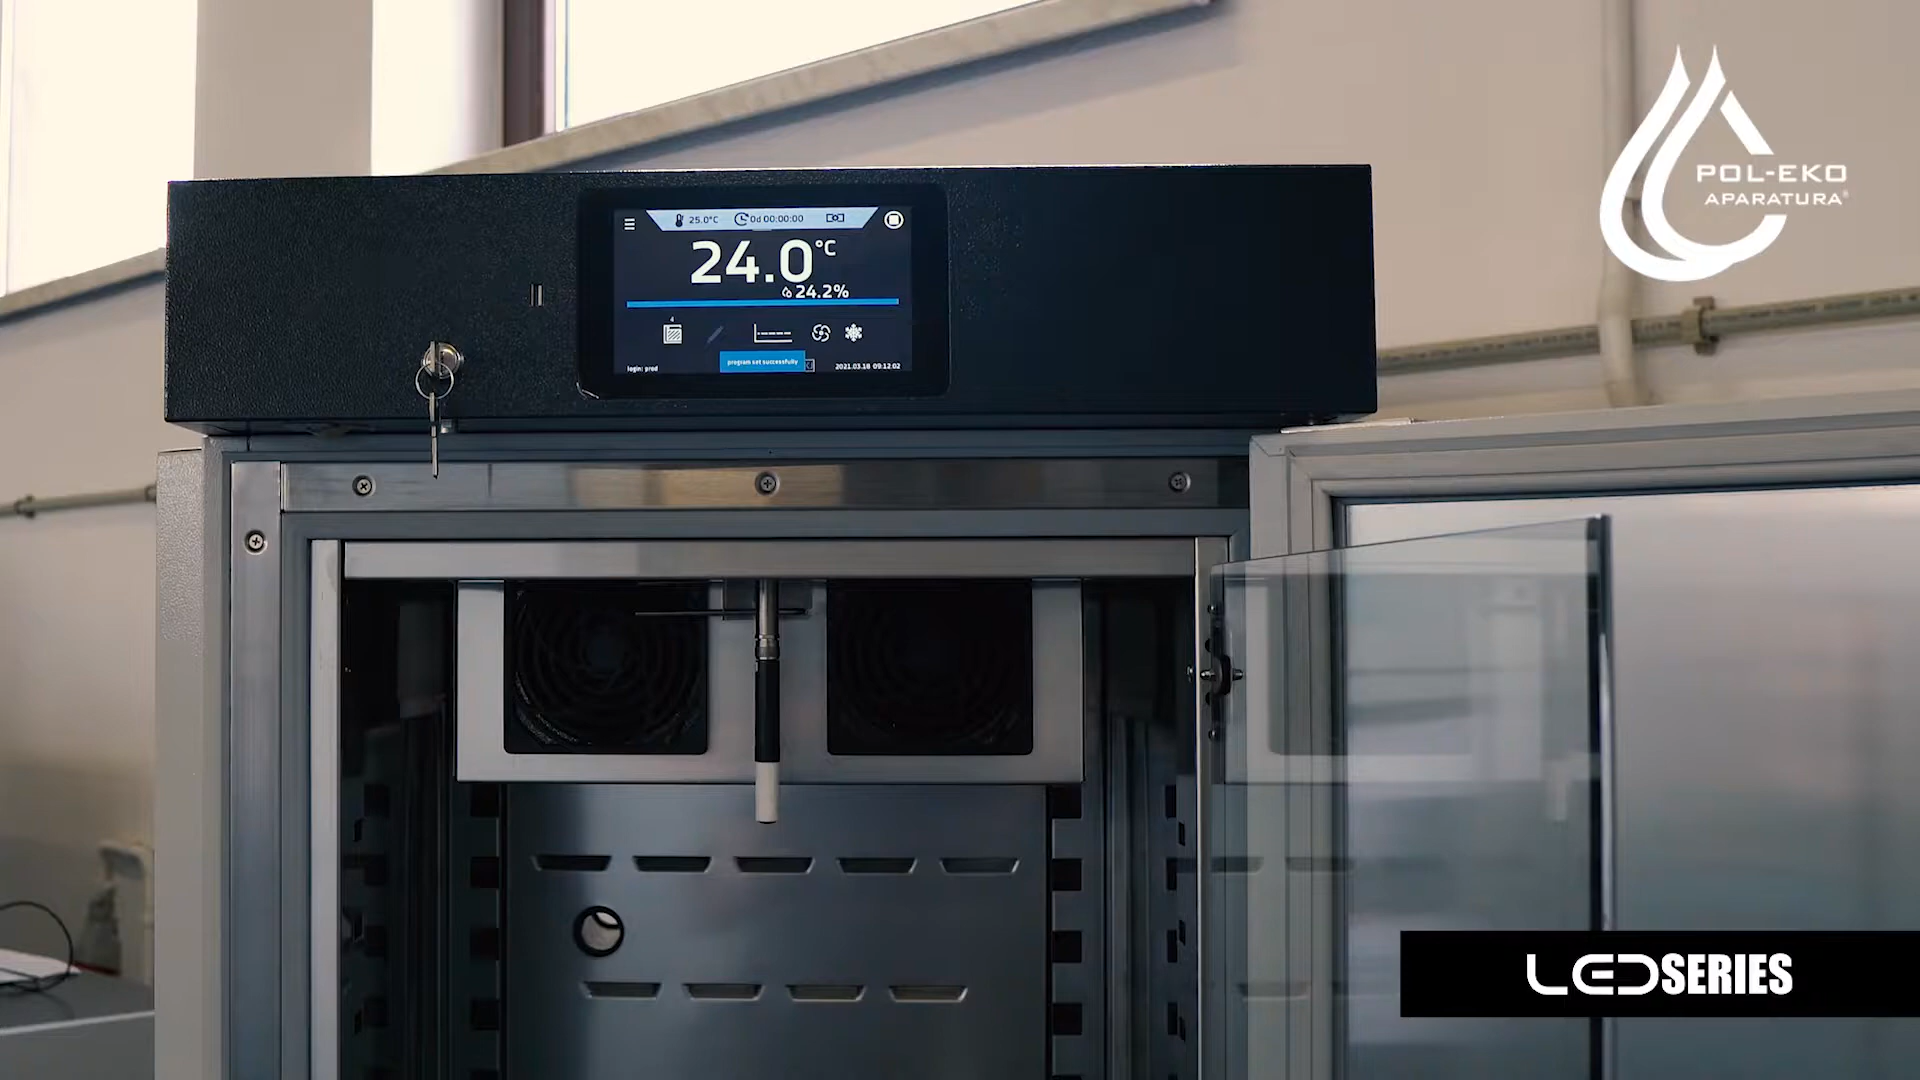 25.0°C 0d 00:00:00
24.0°C
24.2%
4
program set successfully
login: prod
2021.03.18 09:12:02
POL-EKO
APARATURA®
LEDSERIES